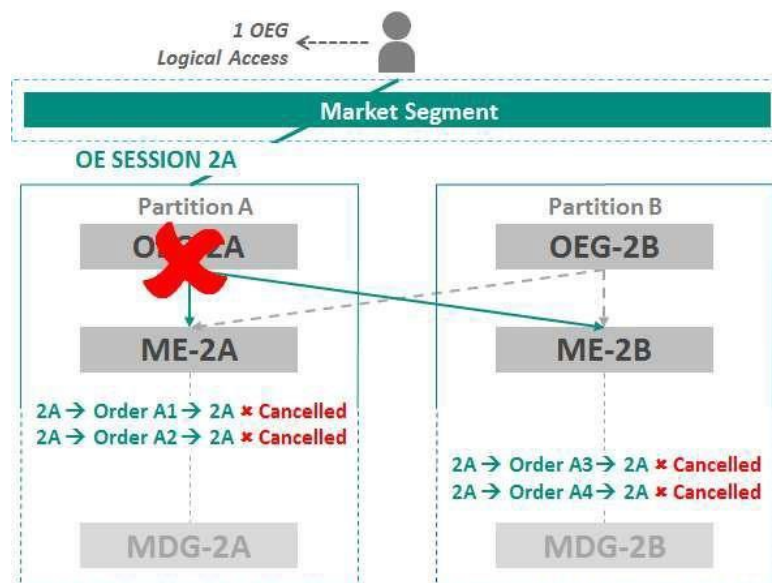 1 OEG
Logical Access
Market Segment
OE SESSION 2A
Partition A
Partition B
OEG-2A
OEG-2B
ME-2A
ME-2B
2A → Order A1 → 2A ✖ Cancelled
2A → Order A2 → 2A ✖ Cancelled
2A → Order A3 → 2A ✖ Cancelled
2A → Order A4 → 2A ✖ Cancelled
MDG-2A
MDG-2B